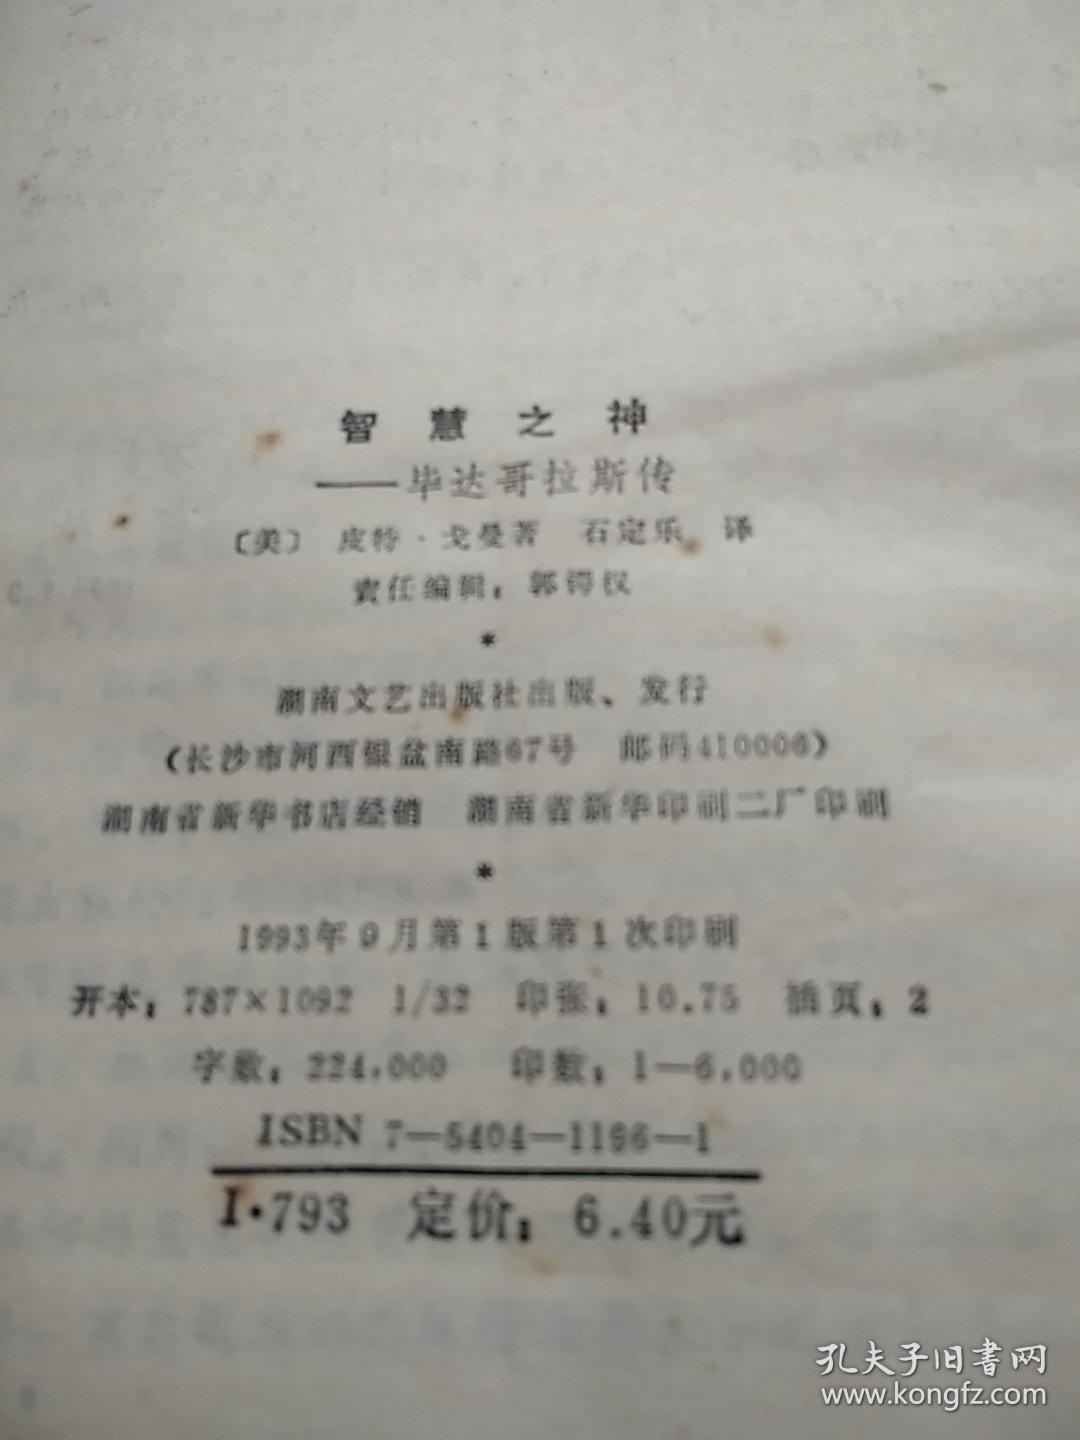 智慧之神
——毕达哥拉斯传
〔美〕 皮特·戈曼著 石定乐 译
责任编辑：郭锷权
*
湖南文艺出版社出版、发行
（长沙市河西银盆南路67号 邮码410006）
湖南省新华书店经销 湖南省新华印刷二厂印刷
*
1993年9月第1版第1次印刷
开本：787×1092 1/32 印张：10.75 插页：2
字数：224,000 印数：1—6,000
ISBN 7—5404—1196—1
I·793 定价：6.40元
孔夫子旧書网
www.kongfz.com